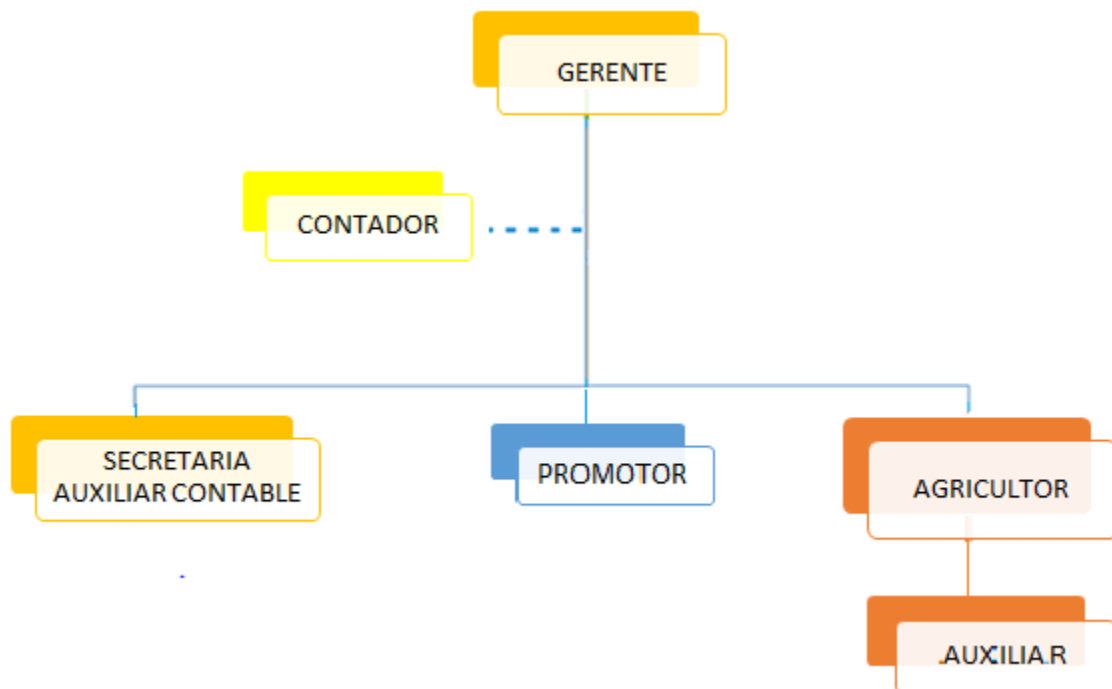 GERENTE
CONTADOR
SECRETARIA
AUXILIAR CONTABLE
PROMOTOR
AGRICULTOR
AUXILIAR